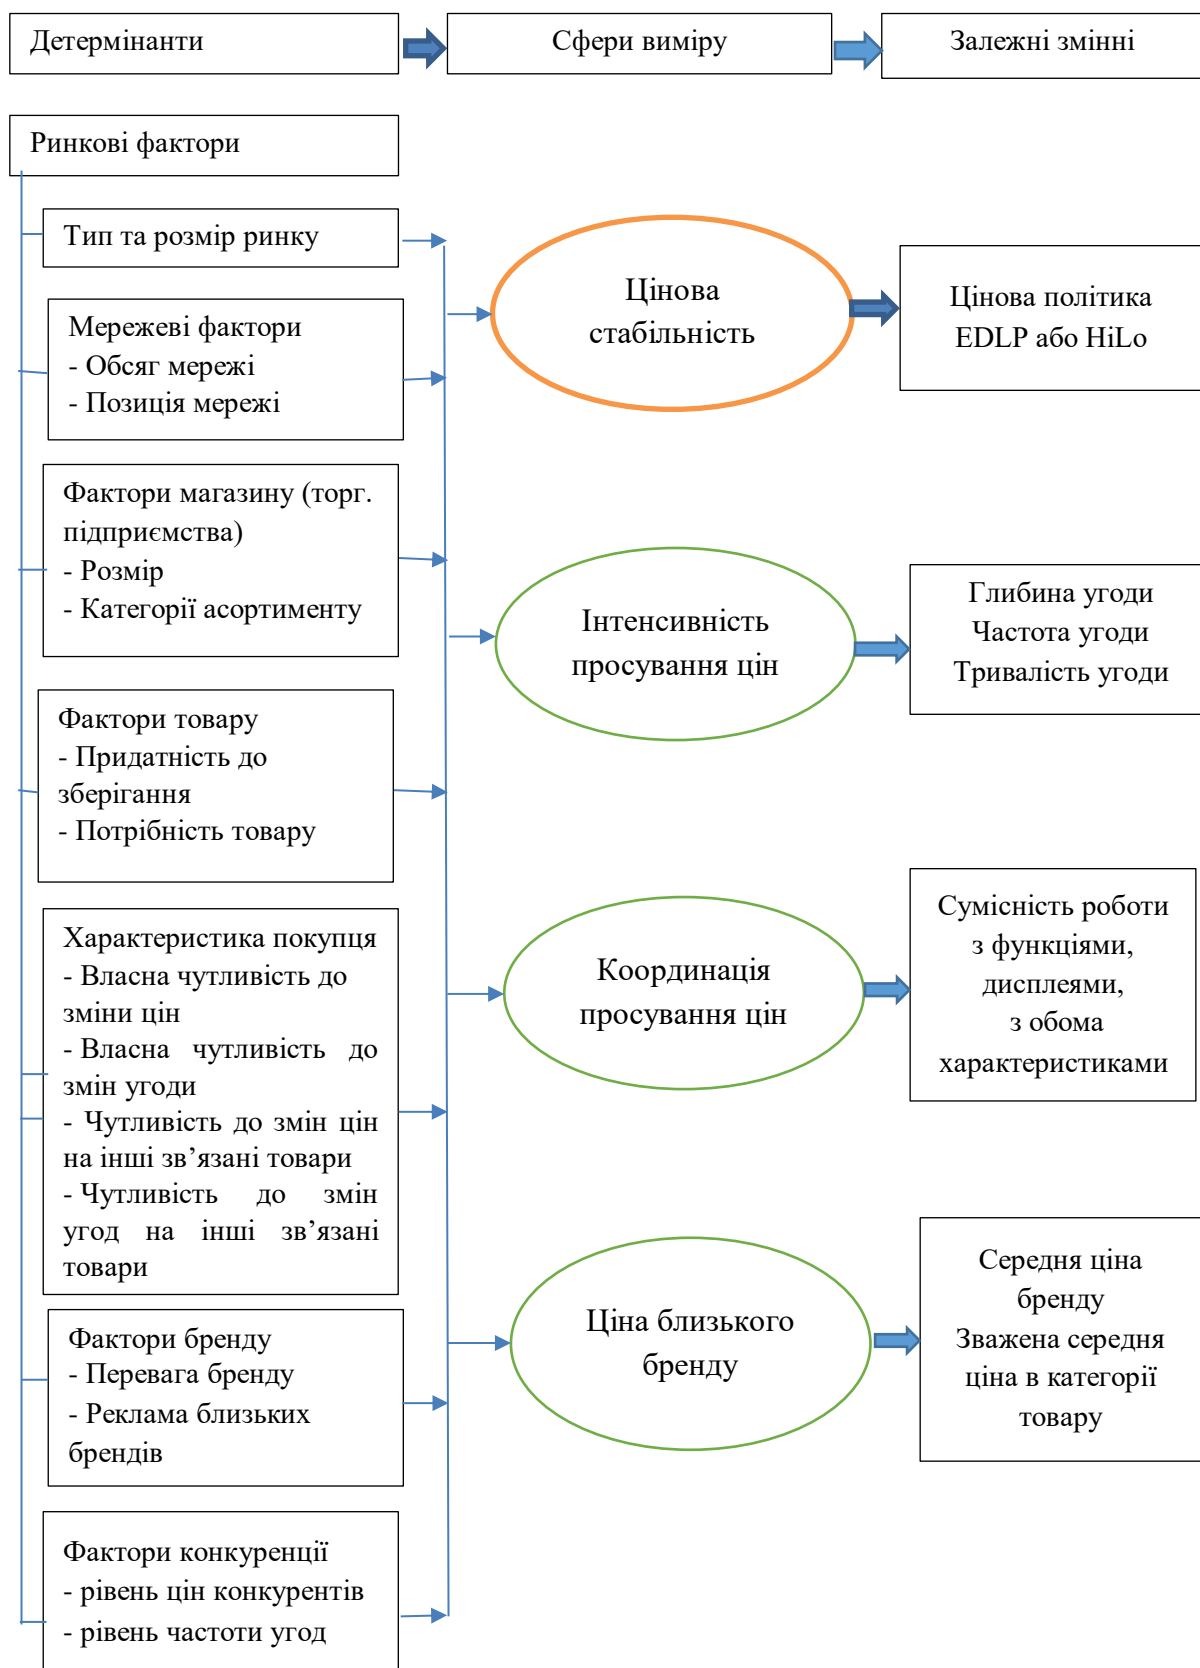 Детермінанти
Сфери виміру
Залежні змінні
Ринкові фактори
Тип та розмір ринку
Мережеві фактори
- Обсяг мережі
- Позиція мережі
Фактори магазину (торг.
підприємства)
- Розмір
- Категорії асортименту
Фактори товару
- Придатність до
зберігання
- Потрібність товару
Характеристика покупця
- Власна чутливість до
зміни цін
- Власна чутливість до
змін угоди
- Чутливість до змін цін
на інші зв’язані товари
- Чутливість до змін
угод на інші зв’язані
товари
Фактори бренду
- Перевага бренду
- Реклама близьких
брендів
Фактори конкуренції
- рівень цін конкурентів
- рівень частоти угод
Цінова
стабільність
Інтенсивність
просування цін
Координація
просування цін
Ціна близького
бренду
Цінова політика
EDLP або HiLo
Глибина угоди
Частота угоди
Тривалість угоди
Сумісність роботи
з функціями,
дисплеями,
з обома
характеристиками
Середня ціна
бренду
Зважена середня
ціна в категорії
товару